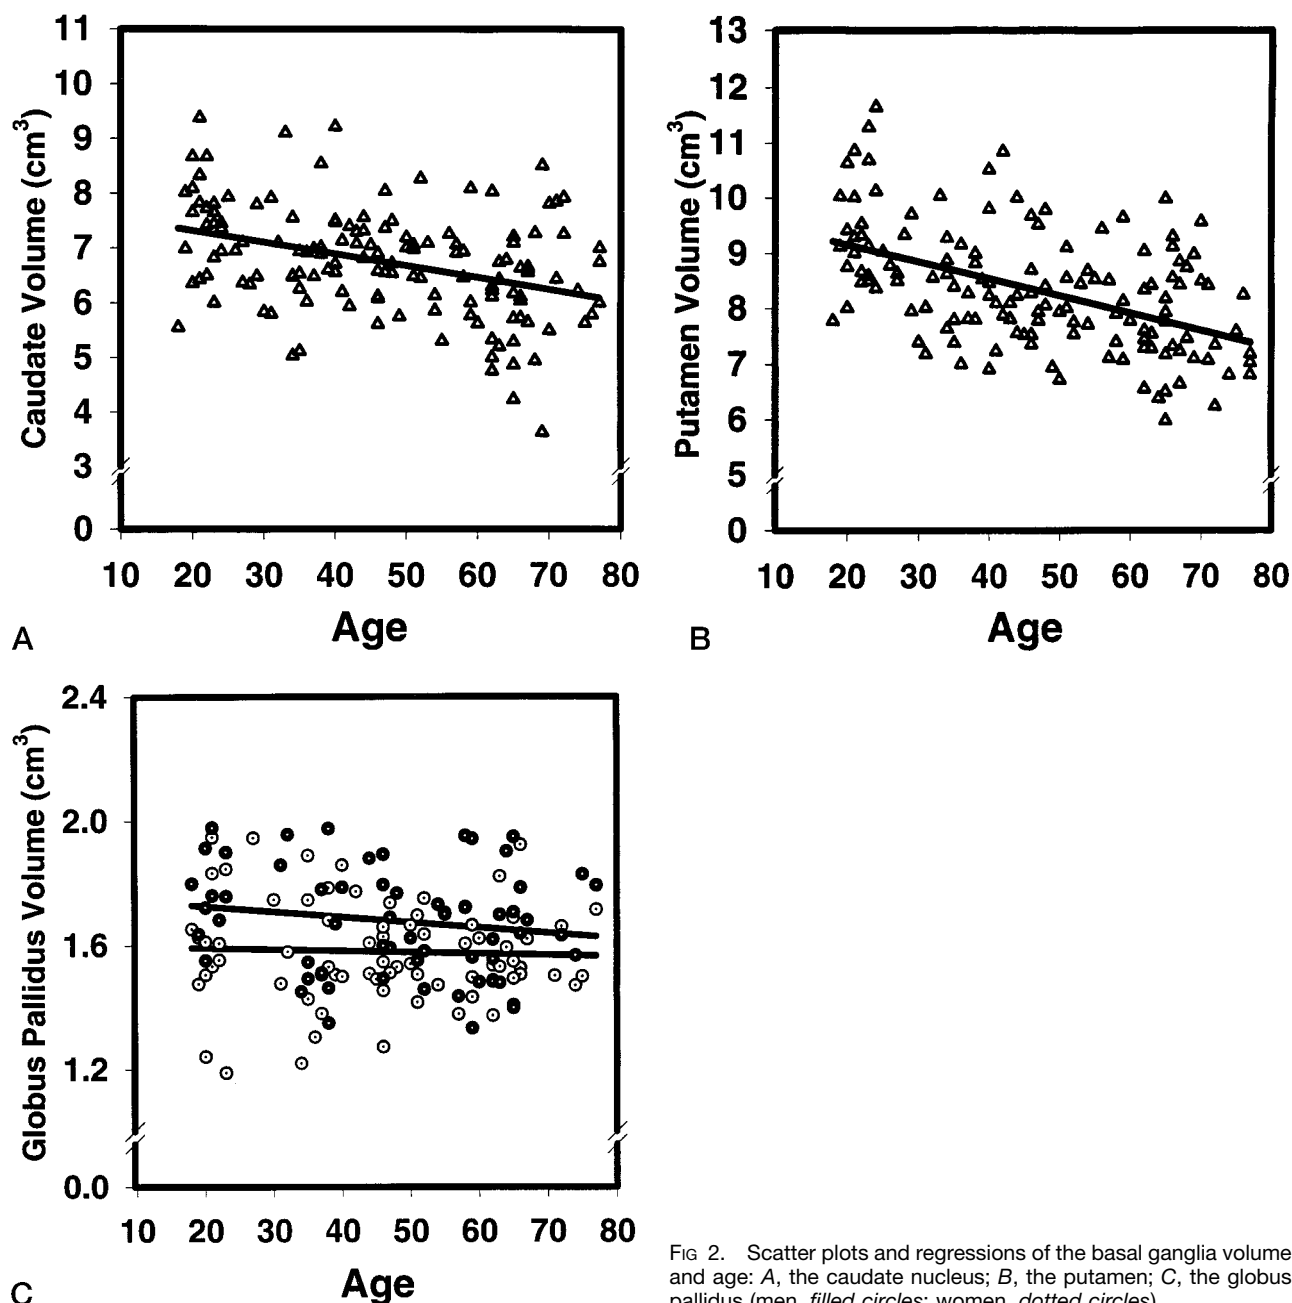 11
10
9
8
7
6
5
4
3
0
Caudate Volume (cm³)
10 20 30 40 50 60 70 80
Age
A
13
12
11
10
9
8
7
6
5
0
Putamen Volume (cm³)
10 20 30 40 50 60 70 80
Age
B
2.4
2.0
1.6
1.2
0.0
Globus Pallidus Volume (cm³)
10 20 30 40 50 60 70 80
Age
C
FIG 2. Scatter plots and regressions of the basal ganglia volume
and age: A, the caudate nucleus; B, the putamen; C, the globus
pallidus (men, filled circles; women, dotted circles)